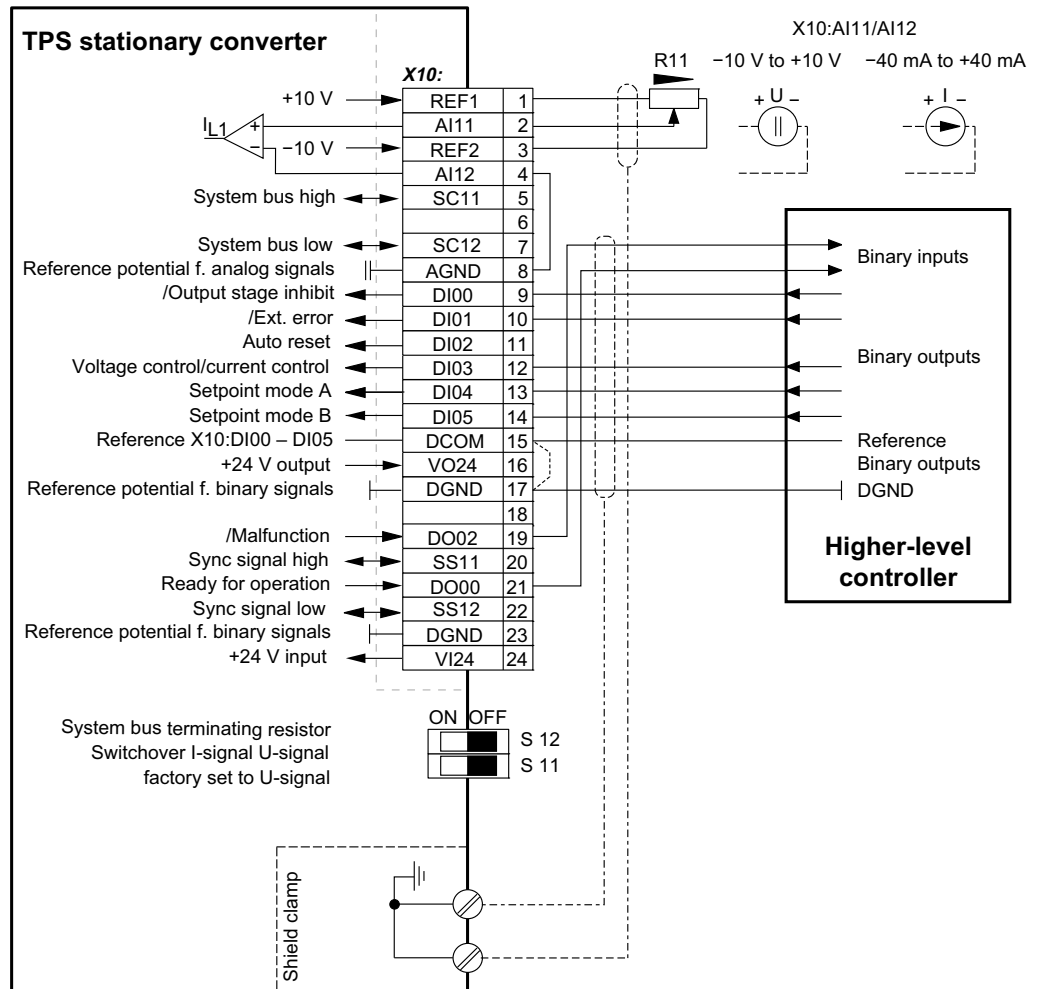 TPS stationary converter
X10:
X10:AI11/AI12
R11
−10 V to +10 V
−40 mA to +40 mA
+ U −
+ I −
+10 V REF1 1
IL1 + AI11 2
− −10 V REF2 3
AI12 4
System bus high SC11 5
6
System bus low SC12 7
Reference potential f. analog signals AGND 8
/Output stage inhibit DI00 9
/Ext. error DI01 10
Auto reset DI02 11
Voltage control/current control DI03 12
Setpoint mode A DI04 13
Setpoint mode B DI05 14
Reference X10:DI00 – DI05 DCOM 15
+24 V output VO24 16
Reference potential f. binary signals DGND 17
18
/Malfunction DO02 19
Sync signal high SS11 20
Ready for operation DO00 21
Sync signal low SS12 22
Reference potential f. binary signals DGND 23
+24 V input VI24 24
Binary inputs
Binary outputs
Reference
Binary outputs
DGND
Higher-level
controller
ON OFF
System bus terminating resistor S 12
Switchover I-signal U-signal S 11
factory set to U-signal
Shield clamp